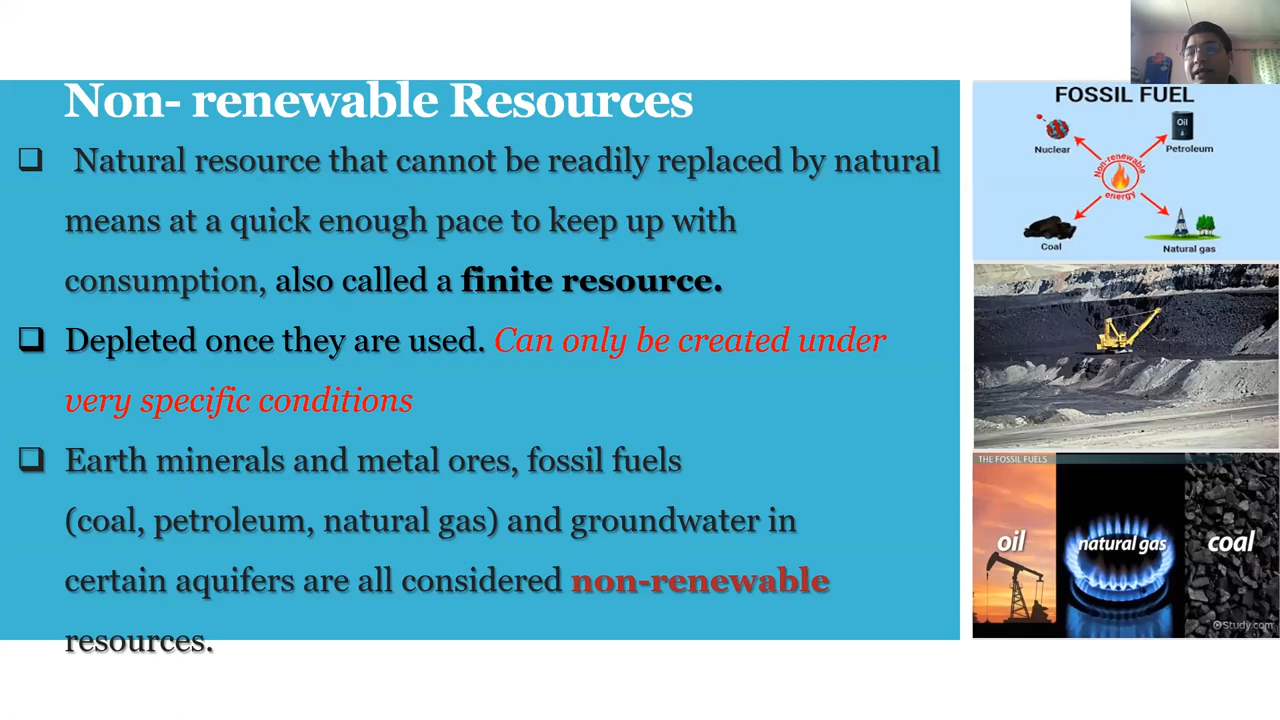 Non- renewable Resources
Natural resource that cannot be readily replaced by natural
means at a quick enough pace to keep up with
consumption, also called a finite resource.
Depleted once they are used. Can only be created under
very specific conditions
Earth minerals and metal ores, fossil fuels
(coal, petroleum, natural gas) and groundwater in
certain aquifers are all considered non-renewable
resources.
FOSSIL FUEL
Nuclear
Oil
Petroleum
Non-renewable
energy
Coal
Natural gas
THE FOSSIL FUELS
oil
natural gas
coal
Study.com